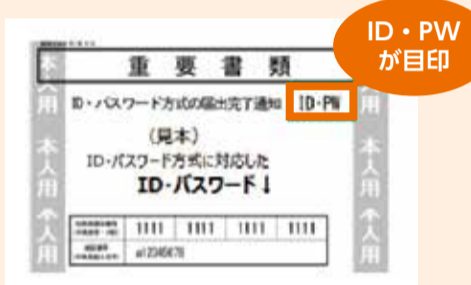 ID・PW
が目印
重要書類
ID・パスワード方式の届出完了通知 ID-PW
(見本)
ID・パスワード方式に対応した
ID・パスワード↓
1111 1111 1111 1111
a12345678
本人用 本人用 本人用
本人用 本人用 本人用